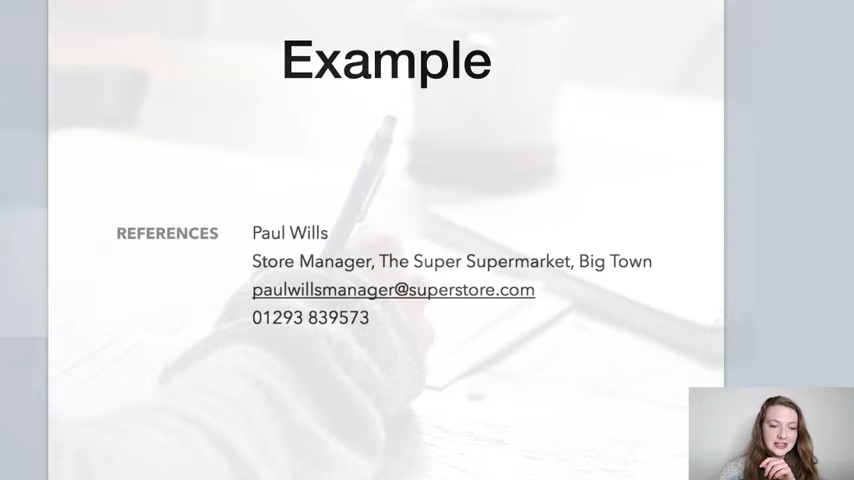 Example
REFERENCES Paul Wills
Store Manager, The Super Supermarket, Big Town
paulwillsmanager@superstore.com
01293 839573